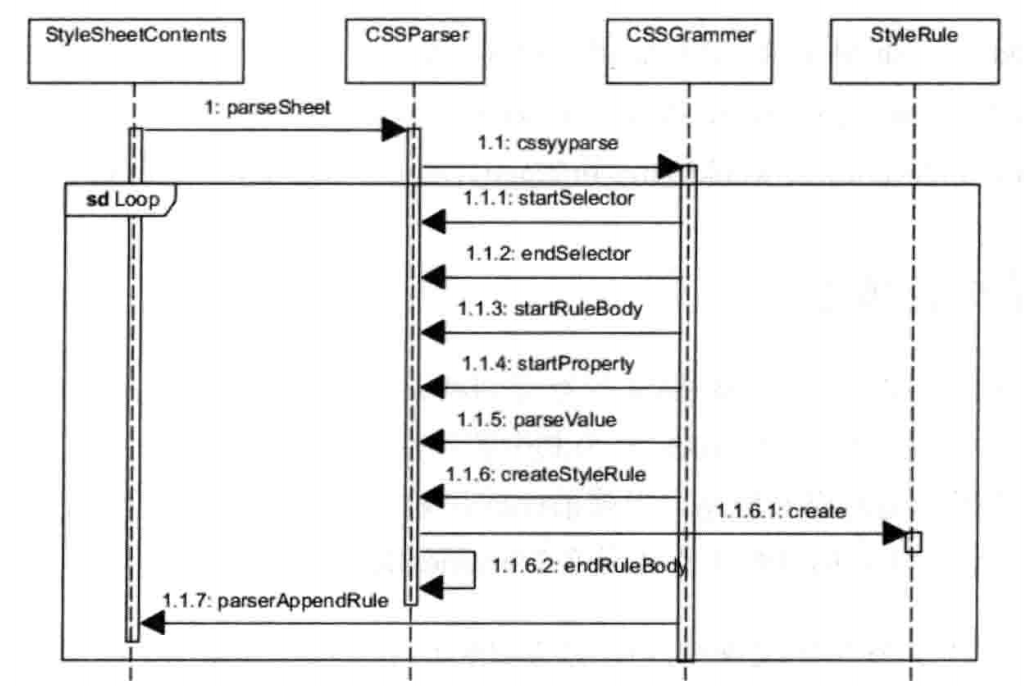 StyleSheetContents
CSSParser
CSSGrammer
StyleRule
1: parseSheet
1.1: cssyyparse
sd Loop
1.1.1: startSelector
1.1.2: endSelector
1.1.3: startRuleBody
1.1.4: startProperty
1.1.5: parseValue
1.1.6: createStyleRule
1.1.6.1: create
1.1.6.2: endRuleBody
1.1.7: parserAppendRule